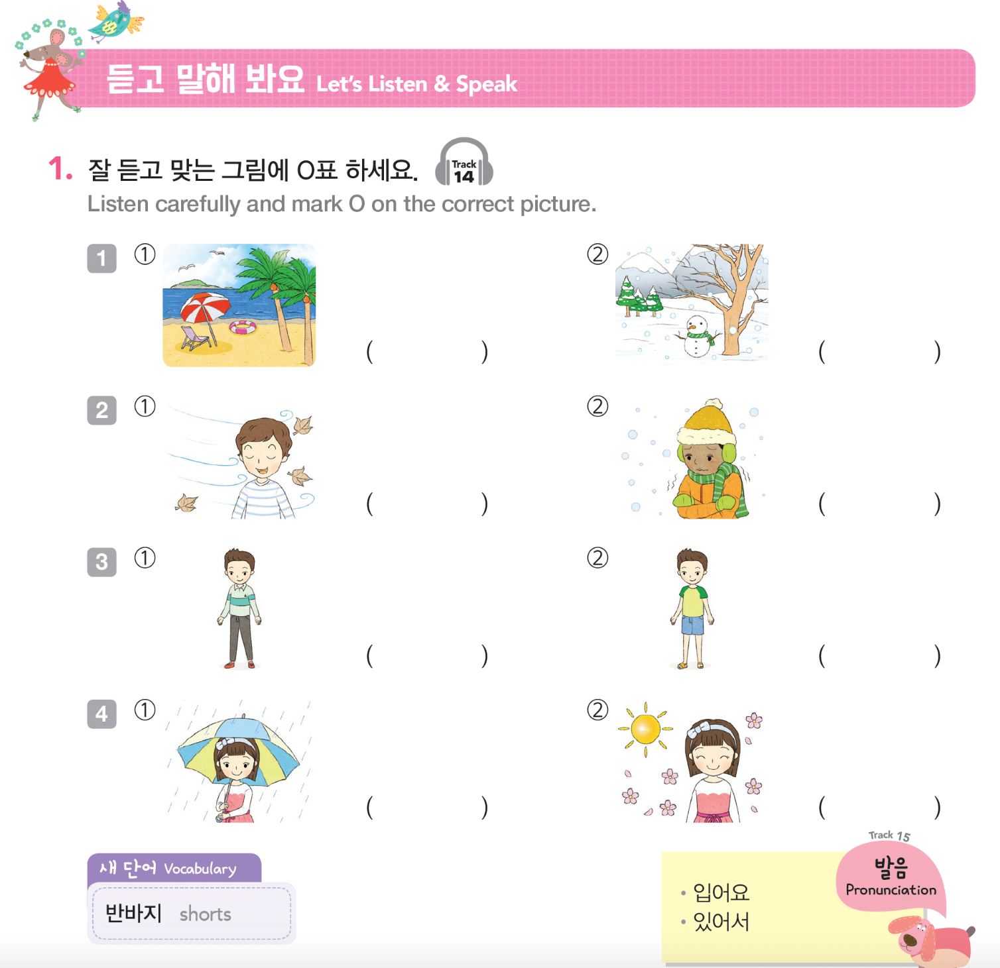 듣고 말해 봐요 Let's Listen & Speak
1. 잘 듣고 맞는 그림에 O표 하세요. Track 14
Listen carefully and mark O on the correct picture.
1 ① ( ) ② ( )
2 ① ( ) ② ( )
3 ① ( ) ② ( )
4 ① ( ) ② ( )
새 단어 Vocabulary
반바지 shorts
Track 15
발음
Pronunciation
• 입어요
• 있어서